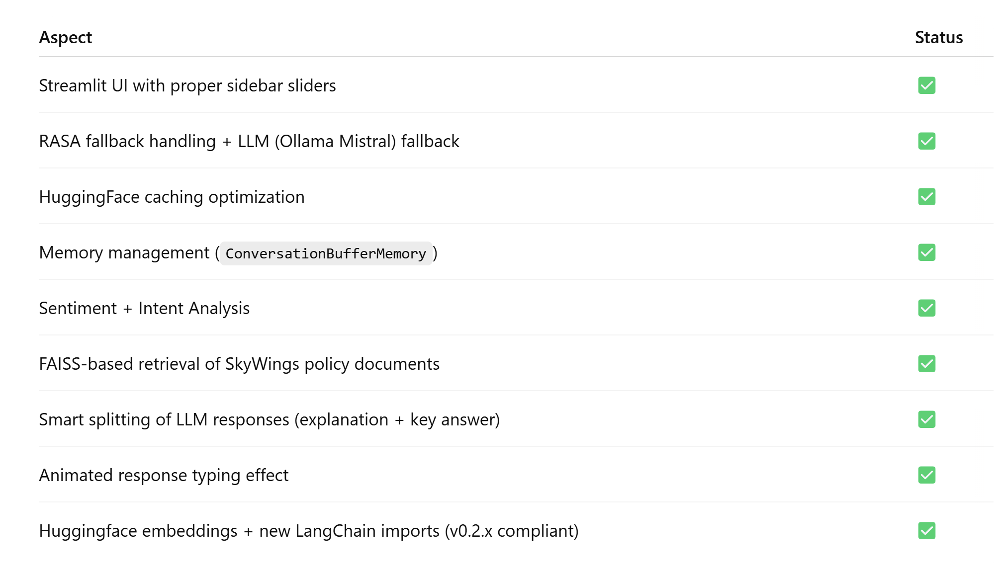 Aspect Status
Streamlit UI with proper sidebar sliders ✅
RASA fallback handling + LLM (Ollama Mistral) fallback ✅
HuggingFace caching optimization ✅
Memory management (ConversationBufferMemory) ✅
Sentiment + Intent Analysis ✅
FAISS-based retrieval of SkyWings policy documents ✅
Smart splitting of LLM responses (explanation + key answer) ✅
Animated response typing effect ✅
Huggingface embeddings + new LangChain imports (v0.2.x compliant) ✅